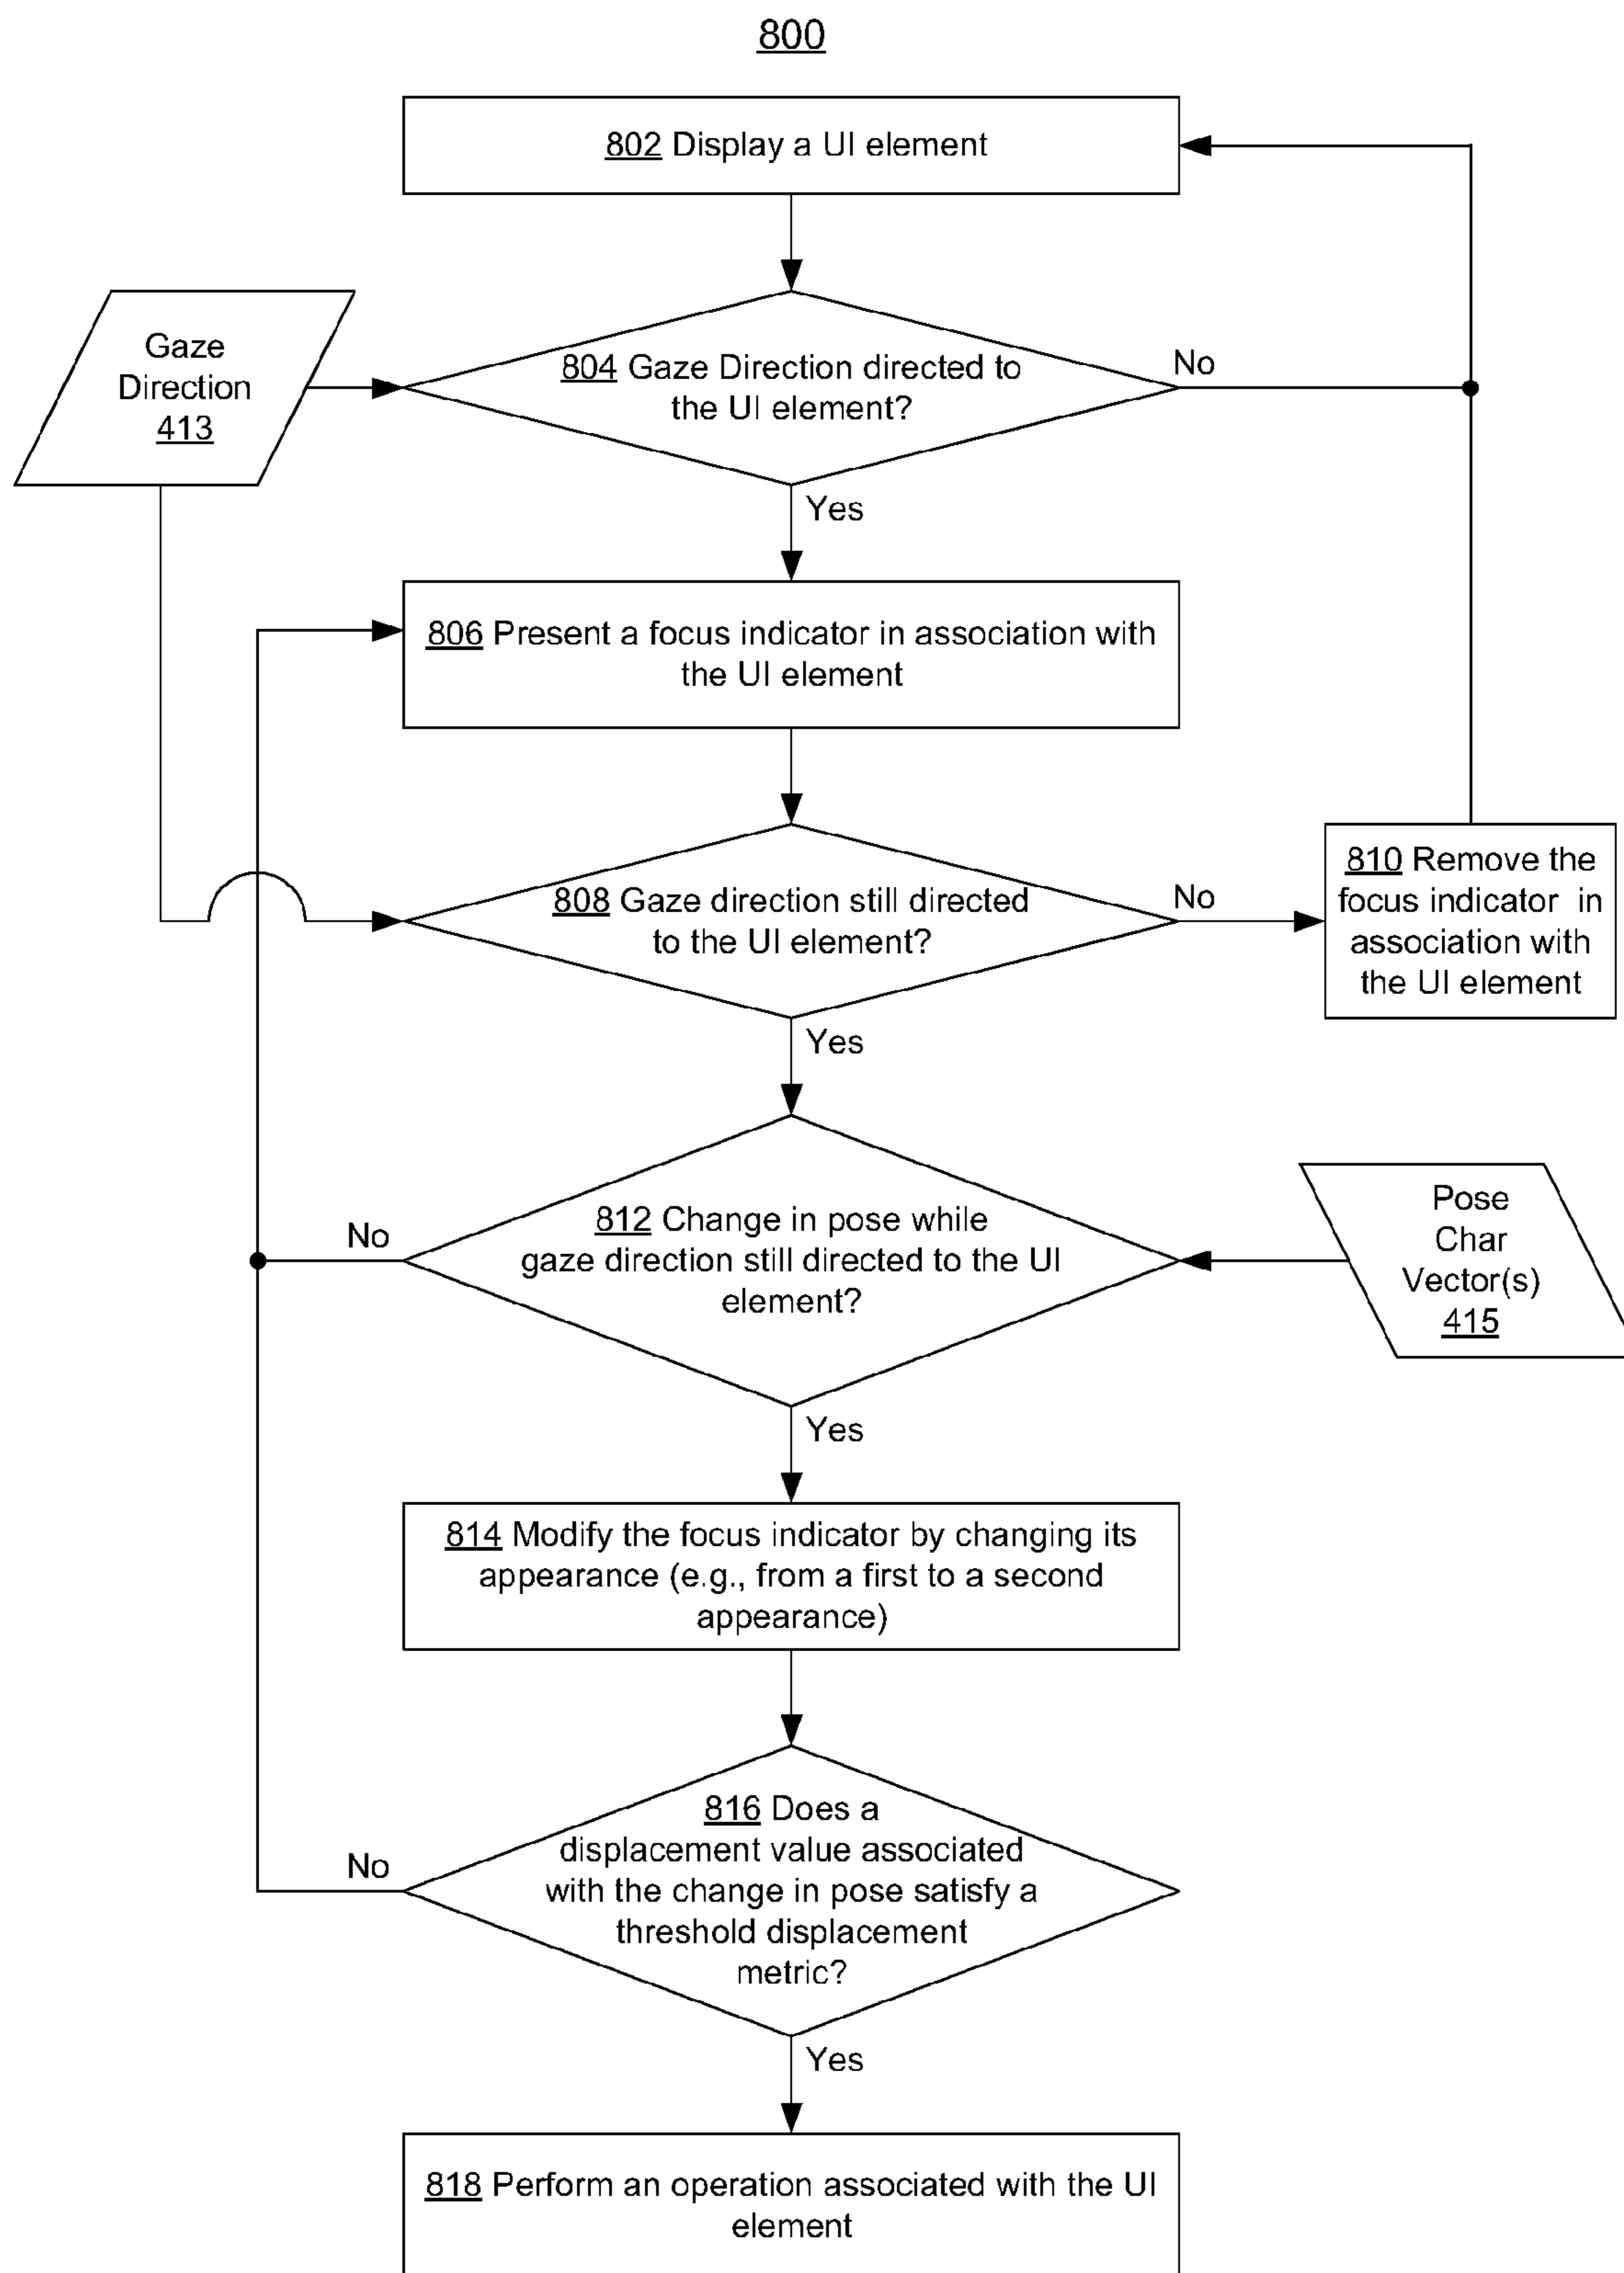 800
802 Display a UI element
Gaze
Direction
413
804 Gaze Direction directed to
the UI element?
No
Yes
806 Present a focus indicator in association with
the UI element
808 Gaze direction still directed
to the UI element?
No
810 Remove the
focus indicator in
association with
the UI element
Yes
812 Change in pose while
gaze direction still directed to the UI
element?
No
Pose
Char
Vector(s)
415
Yes
814 Modify the focus indicator by changing its
appearance (e.g., from a first to a second
appearance)
816 Does a
displacement value associated
with the change in pose satisfy a
threshold displacement
metric?
No
Yes
818 Perform an operation associated with the UI
element